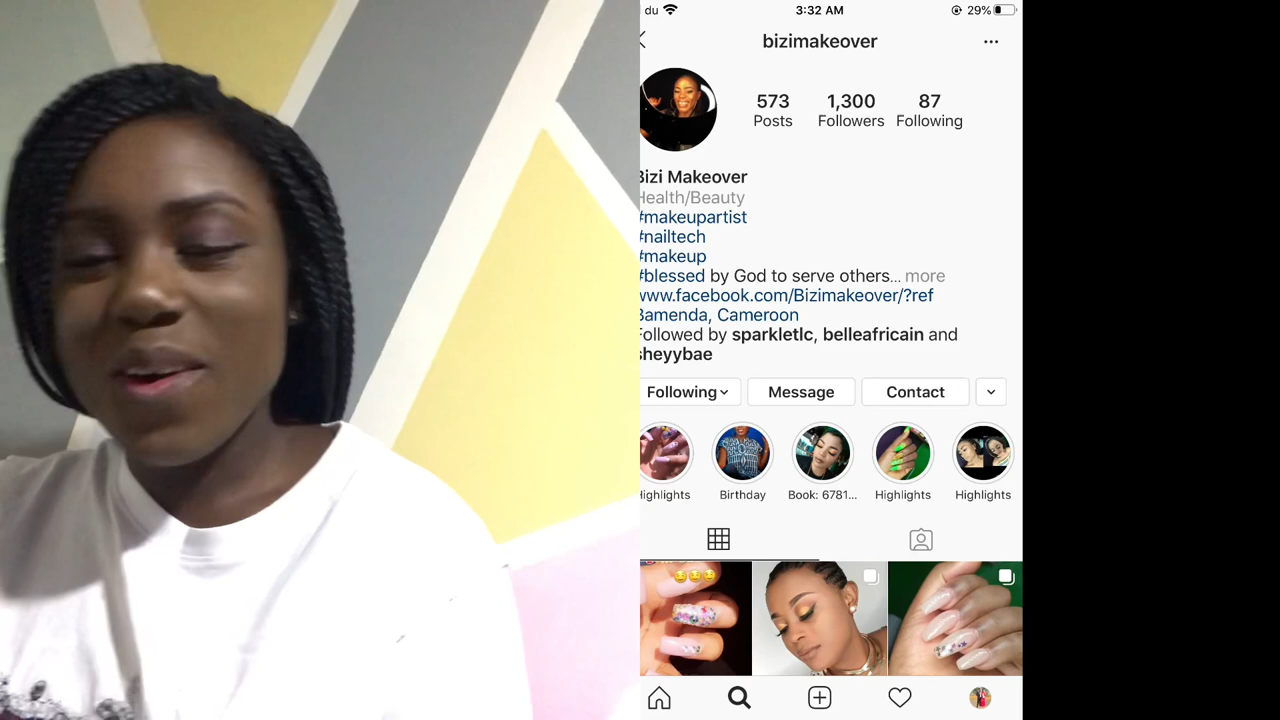 du 3:32 AM 29%
bizimakeover
573 1,300 87
Posts Followers Following
Bizi Makeover
Health/Beauty
#makeupartist
#nailtech
#makeup
#blessed by God to serve others... more
www.facebook.com/Bizimakeover/?ref
Bamenda, Cameroon
Followed by sparkletlc, belleafricain and
sheyybae
Following Message Contact
Highlights Birthday Book: 6781... Highlights Highlights